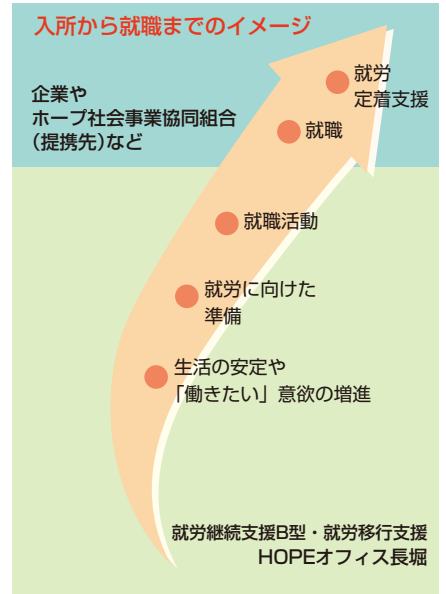 入所から就職までのイメージ
企業や
ホープ社会事業協同組合
（提携先）など
就労
定着支援
就職
就職活動
就労に向けた
準備
生活の安定や
「働きたい」意欲の増進
就労継続支援B型・就労移行支援
HOPEオフィス長堀